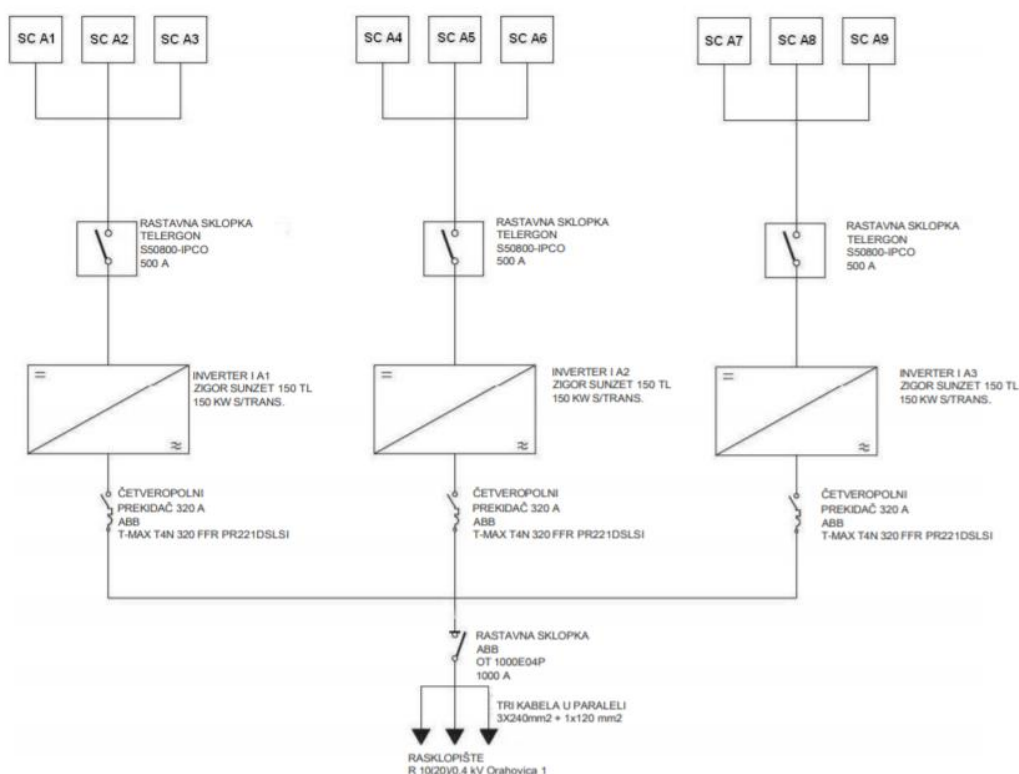 SC A1
SC A2
SC A3
SC A4
SC A5
SC A6
SC A7
SC A8
SC A9
RASTAVNA SKLOPKA
TELERGON
S50800-IPCO
500 A
RASTAVNA SKLOPKA
TELERGON
S50800-IPCO
500 A
RASTAVNA SKLOPKA
TELERGON
S50800-IPCO
500 A
INVERTER I A1
ZIGOR SUNZET 150 TL
150 KW S/TRANS.
INVERTER I A2
ZIGOR SUNZET 150 TL
150 KW S/TRANS.
INVERTER I A3
ZIGOR SUNZET 150 TL
150 KW S/TRANS.
ČETVEROPOLNI
PREKIDAČ 320 A
ABB
T-MAX T4N 320 FFR PR221DSLSI
ČETVEROPOLNI
PREKIDAČ 320 A
ABB
T-MAX T4N 320 FFR PR221DSLSI
ČETVEROPOLNI
PREKIDAČ 320 A
ABB
T-MAX T4N 320 FFR PR221DSLSI
RASTAVNA SKLOPKA
ABB
OT 1000E04P
1000 A
TRI KABELA U PARALELI
3X240mm2 + 1x120 mm2
RASKLOPIŠTE
R 10(20)/0,4 kV Orahovica 1